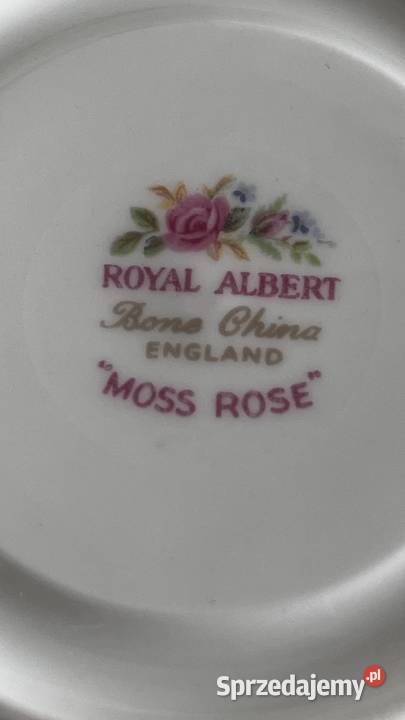 ROYAL ALBERT
Bone China
ENGLAND
"MOSS ROSE"
Sprzedajemy.pl